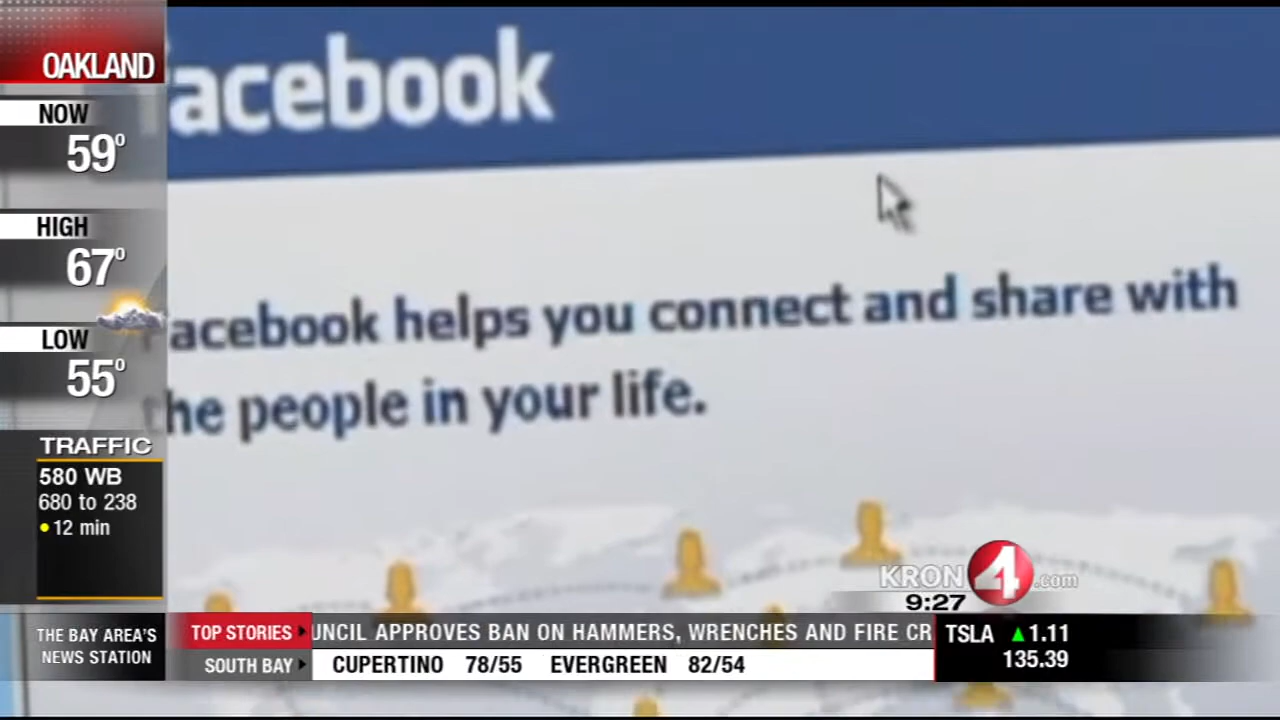 OAKLAND
NOW
59°
HIGH
67°
LOW
55°
TRAFFIC
580 WB
680 to 238
12 min
THE BAY AREA'S
NEWS STATION
acebook
acebook helps you connect and share with
he people in your life.
KRON 4.com
9:27
TOP STORIES
UNCIL APPROVES BAN ON HAMMERS, WRENCHES AND FIRE CR
SOUTH BAY
CUPERTINO 78/55 EVERGREEN 82/54
TSLA ▲1.11
135.39